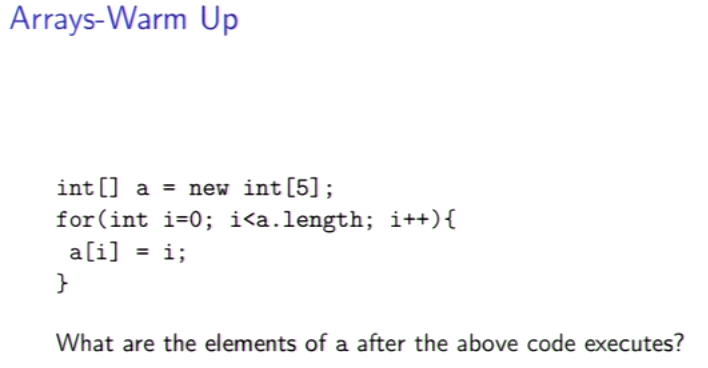 Arrays-Warm Up
int[] a = new int[5];
for(int i=0; i<a.length; i++){
a[i] = i;
}
What are the elements of a after the above code executes?